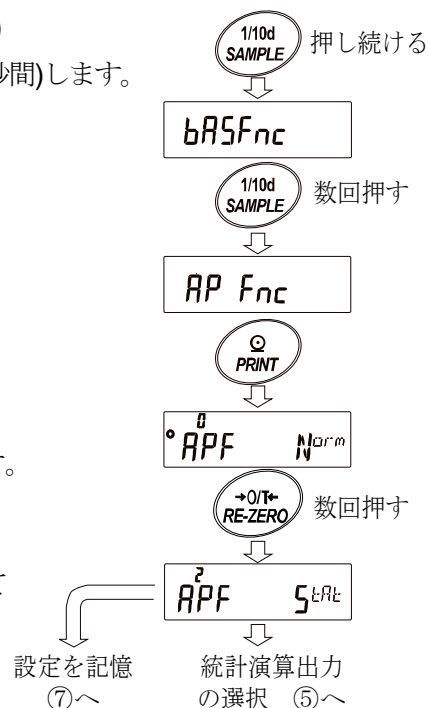 )
1/10d
SAMPLE 押し続ける
秒間)します。
bASFnc
1/10d
SAMPLE 数回押す
AP Fnc
PRINT
0
APF Norm
す。
→0/T←
RE-ZERO 数回押す
2
APF Stat
設定を記憶 統計演算出力
⑦へ の選択 ⑤へ